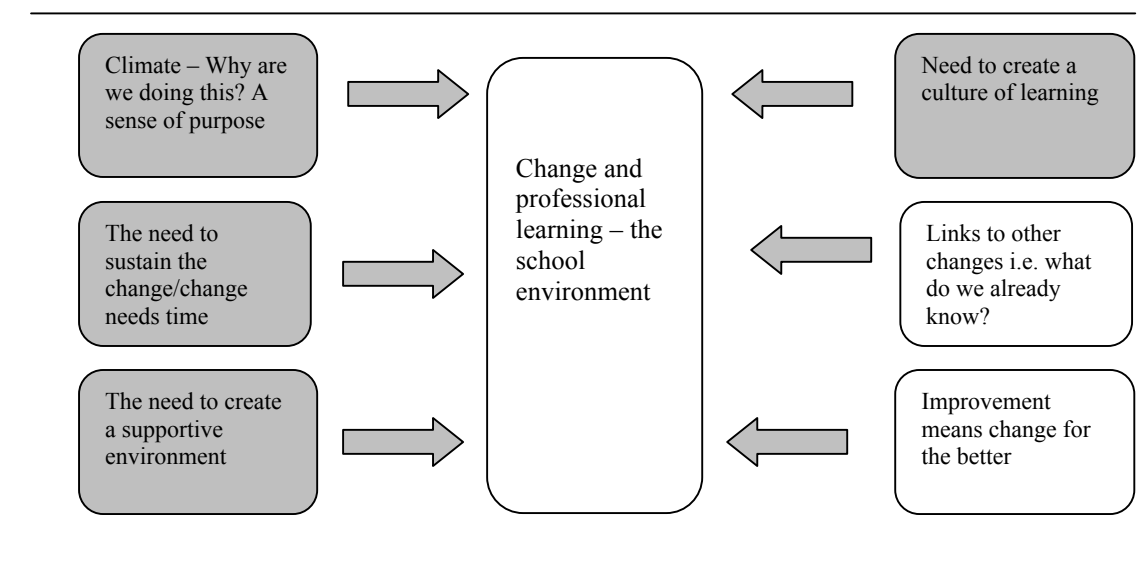 Climate – Why are
we doing this? A
sense of purpose
The need to
sustain the
change/change
needs time
The need to create
a supportive
environment
Change and
professional
learning – the
school
environment
Need to create a
culture of learning
Links to other
changes i.e. what
do we already
know?
Improvement
means change for
the better